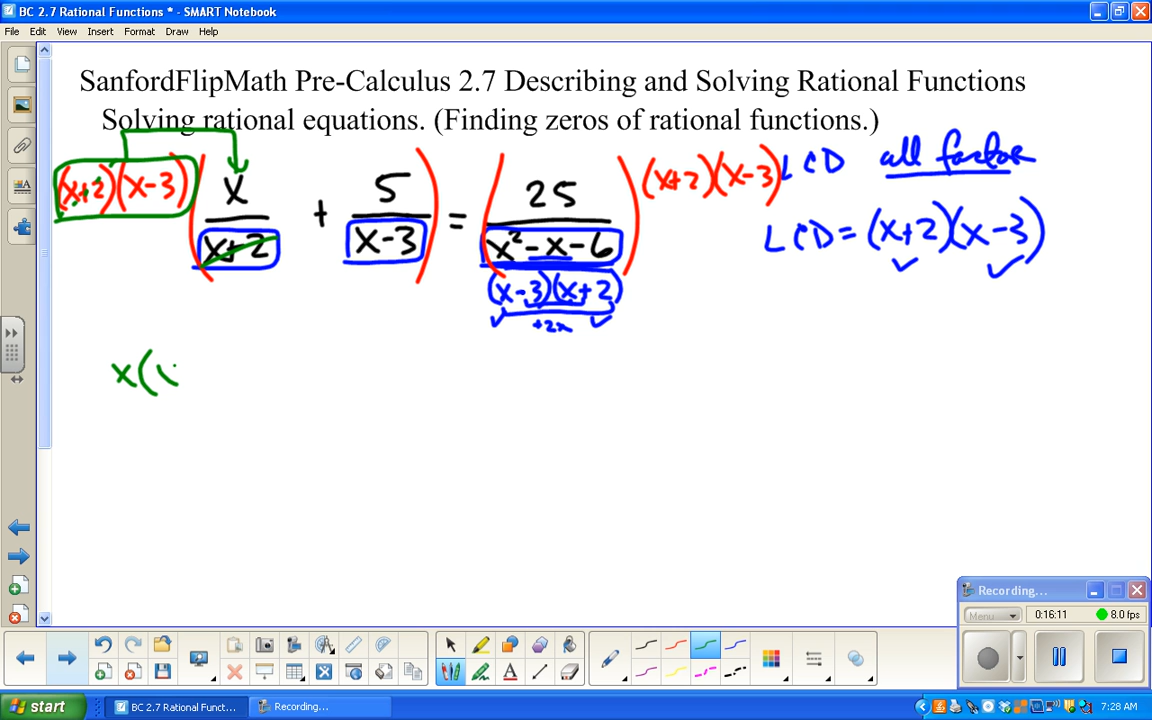 BC 2.7 Rational Functions * - SMART Notebook
File Edit View Insert Format Draw Help
SanfordFlipMath Pre-Calculus 2.7 Describing and Solving Rational Functions
Solving rational equations. (Finding zeros of rational functions.)
(x+2)(x-3) ( x/x+2 + 5/x-3 ) = ( 25/x² - x - 6 ) (x+2)(x-3)
LCD all factor
LCD = (x+2)(x-3)
(x-3)(x+2)
+2x
x(
Recording...
Menu
0:16:11
8.0 fps
start
BC 2.7 Rational Funct...
Recording...
7:28 AM